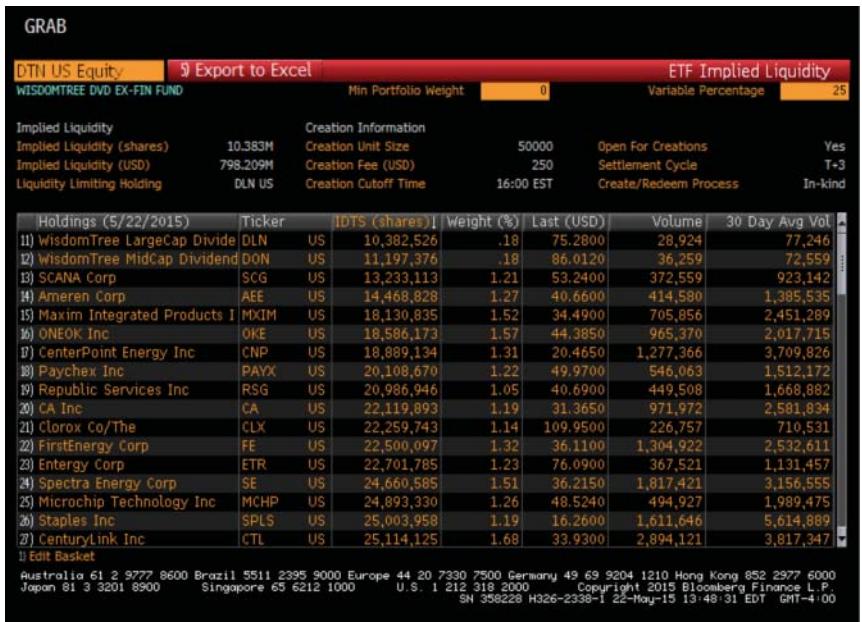 GRAB
DTN US Equity 5) Export to Excel ETF Implied Liquidity
WISDOMTREE DVD EX-FIN FUND Min Portfolio Weight 0 Variable Percentage 25
Implied Liquidity Creation Information
Implied Liquidity (shares) 10.383M Creation Unit Size 50000 Open For Creations Yes
Implied Liquidity (USD) 798.209M Creation Fee (USD) 250 Settlement Cycle T+3
Liquidity Limiting Holding DLN US Creation Cutoff Time 16:00 EST Create/Redeem Process In-kind
Holdings (5/22/2015) Ticker IDTS (shares)↓ Weight (%) Last (USD) Volume 30 Day Avg Vol
11) WisdomTree LargeCap Divide DLN US 10,382,526 .18 75.2800 28,924 77,246
12) WisdomTree MidCap Dividend DON US 11,197,376 .18 86.0120 36,259 72,559
13) SCANA Corp SCG US 13,233,113 1.21 53.2400 372,559 923,142
14) Ameren Corp AEE US 14,468,828 1.27 40.6600 414,580 1,385,535
15) Maxim Integrated Products I MXIM US 18,130,835 1.52 34.4900 705,856 2,451,289
16) ONEOK Inc OKE US 18,586,173 1.57 44.3850 965,370 2,017,715
17) CenterPoint Energy Inc CNP US 18,889,134 1.31 20.4650 1,277,366 3,709,826
18) Paychex Inc PAYX US 20,108,670 1.22 49.9700 546,063 1,512,172
19) Republic Services Inc RSG US 20,986,946 1.05 40.6900 449,508 1,668,882
20) CA Inc CA US 22,119,893 1.19 31.3650 971,972 2,581,834
21) Clorox Co/The CLX US 22,259,743 1.14 109.9500 226,757 710,531
22) FirstEnergy Corp FE US 22,500,097 1.32 36.1100 1,304,922 2,532,611
23) Entergy Corp ETR US 22,701,785 1.23 76.0900 367,521 1,131,457
24) Spectra Energy Corp SE US 24,660,585 1.51 36.2150 1,817,421 3,156,555
25) Microchip Technology Inc MCHP US 24,893,330 1.26 48.5240 494,927 1,989,475
26) Staples Inc SPLS US 25,003,958 1.19 16.2600 1,611,646 5,614,889
27) CenturyLink Inc CTL US 25,114,125 1.68 33.9300 2,894,121 3,817,347
1) Edit Basket
Australia 61 2 9777 8600 Brazil 5511 2395 9000 Europe 44 20 7330 7500 Germany 49 69 9204 1210 Hong Kong 852 2977 6000
Japan 81 3 3201 8900 Singapore 65 6212 1000 U.S. 1 212 318 2000 Copyright 2015 Bloomberg Finance L.P.
SN 358228 H326-2338-1 22-May-15 13:48:31 EDT GMT-4:00